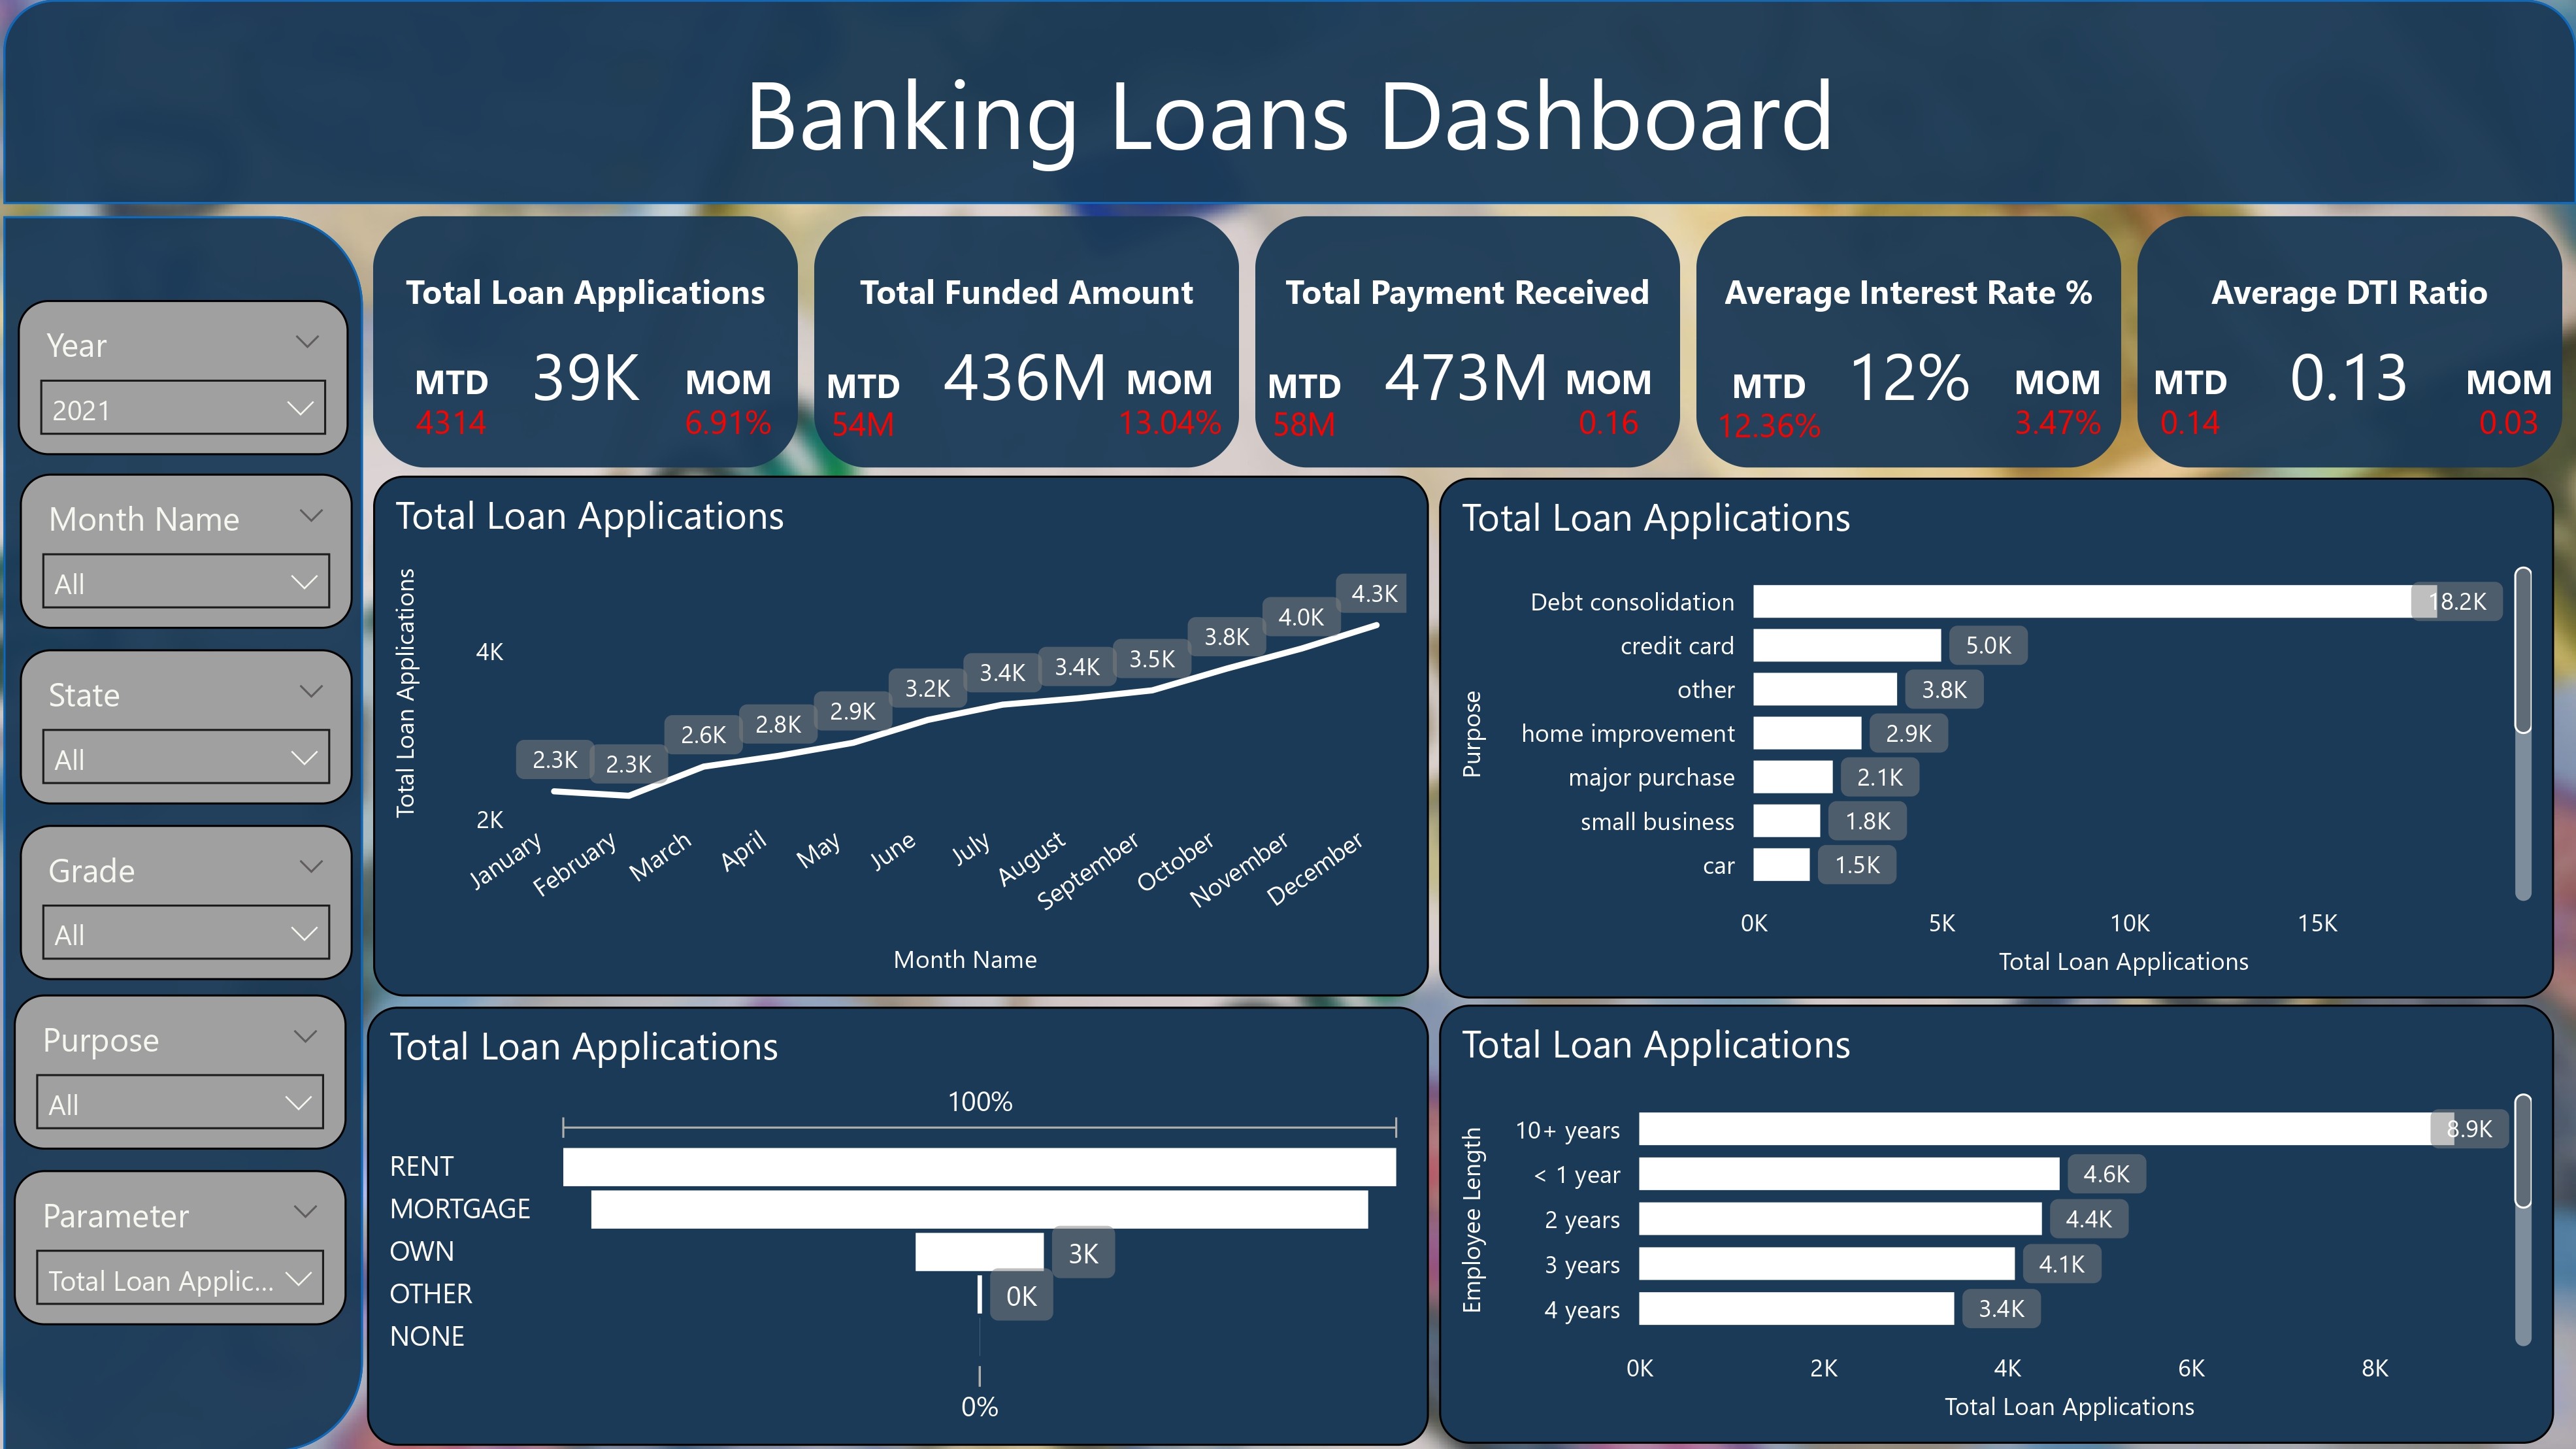 Banking Loans Dashboard
Year
2021
Month Name
All
State
All
Grade
All
Purpose
All
Parameter
Total Loan Applic...
Total Loan Applications
MTD
4314
39K
MOM
6.91%
Total Funded Amount
MTD
54M
436M
MOM
13.04%
Total Payment Received
MTD
58M
473M
MOM
0.16
Average Interest Rate %
MTD
12.36%
12%
MOM
3.47%
Average DTI Ratio
MTD
0.14
0.13
MOM
0.03
Total Loan Applications
Total Loan Applications
4K
2K
2.3K
2.3K
2.6K
2.8K
2.9K
3.2K
3.4K
3.4K
3.5K
3.8K
4.0K
4.3K
January
February
March
April
May
June
July
August
September
October
November
December
Month Name
Total Loan Applications
Purpose
Debt consolidation 18.2K
credit card 5.0K
other 3.8K
home improvement 2.9K
major purchase 2.1K
small business 1.8K
car 1.5K
0K 5K 10K 15K
Total Loan Applications
Total Loan Applications
100%
RENT
MORTGAGE
OWN 3K
OTHER 0K
NONE
0%
Total Loan Applications
Employee Length
10+ years 8.9K
< 1 year 4.6K
2 years 4.4K
3 years 4.1K
4 years 3.4K
0K 2K 4K 6K 8K
Total Loan Applications